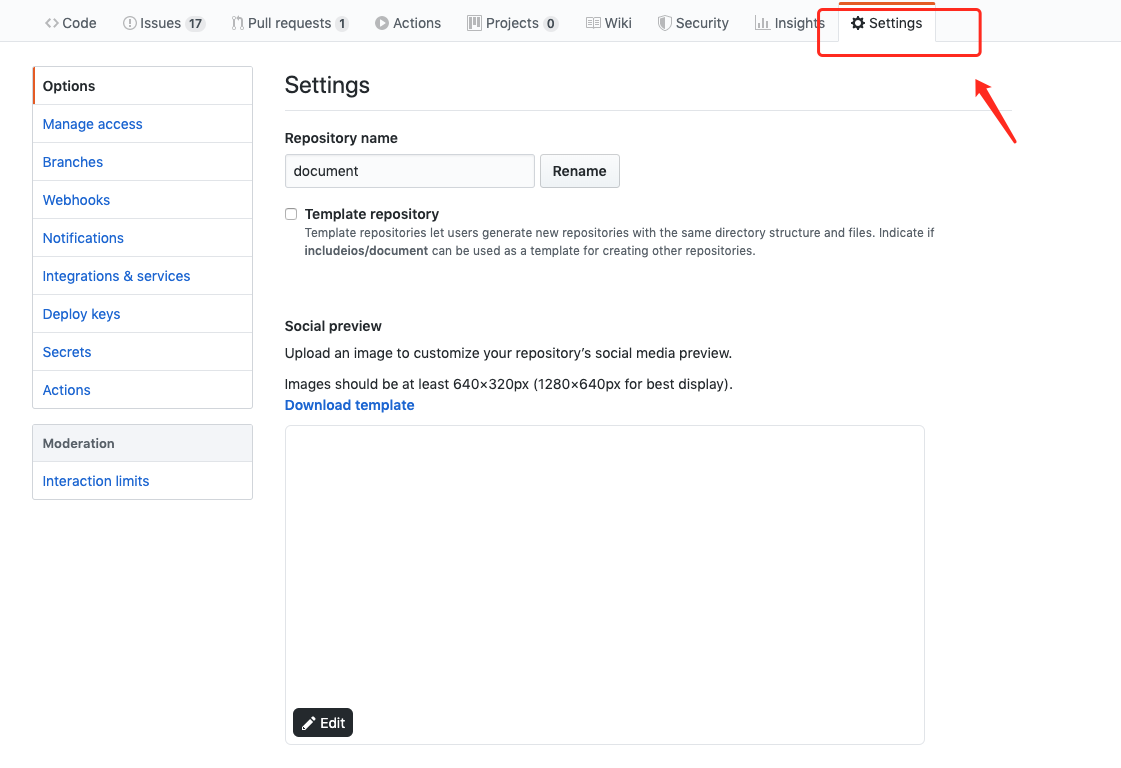 Code Issues 17 Pull requests 1 Actions Projects 0 Wiki Security Insights Settings
Options
Manage access
Branches
Webhooks
Notifications
Integrations & services
Deploy keys
Secrets
Actions
Moderation
Interaction limits
Settings
Repository name
document Rename
Template repository
Template repositories let users generate new repositories with the same directory structure and files. Indicate if
includeios/document can be used as a template for creating other repositories.
Social preview
Upload an image to customize your repository’s social media preview.
Images should be at least 640×320px (1280×640px for best display).
Download template
Edit